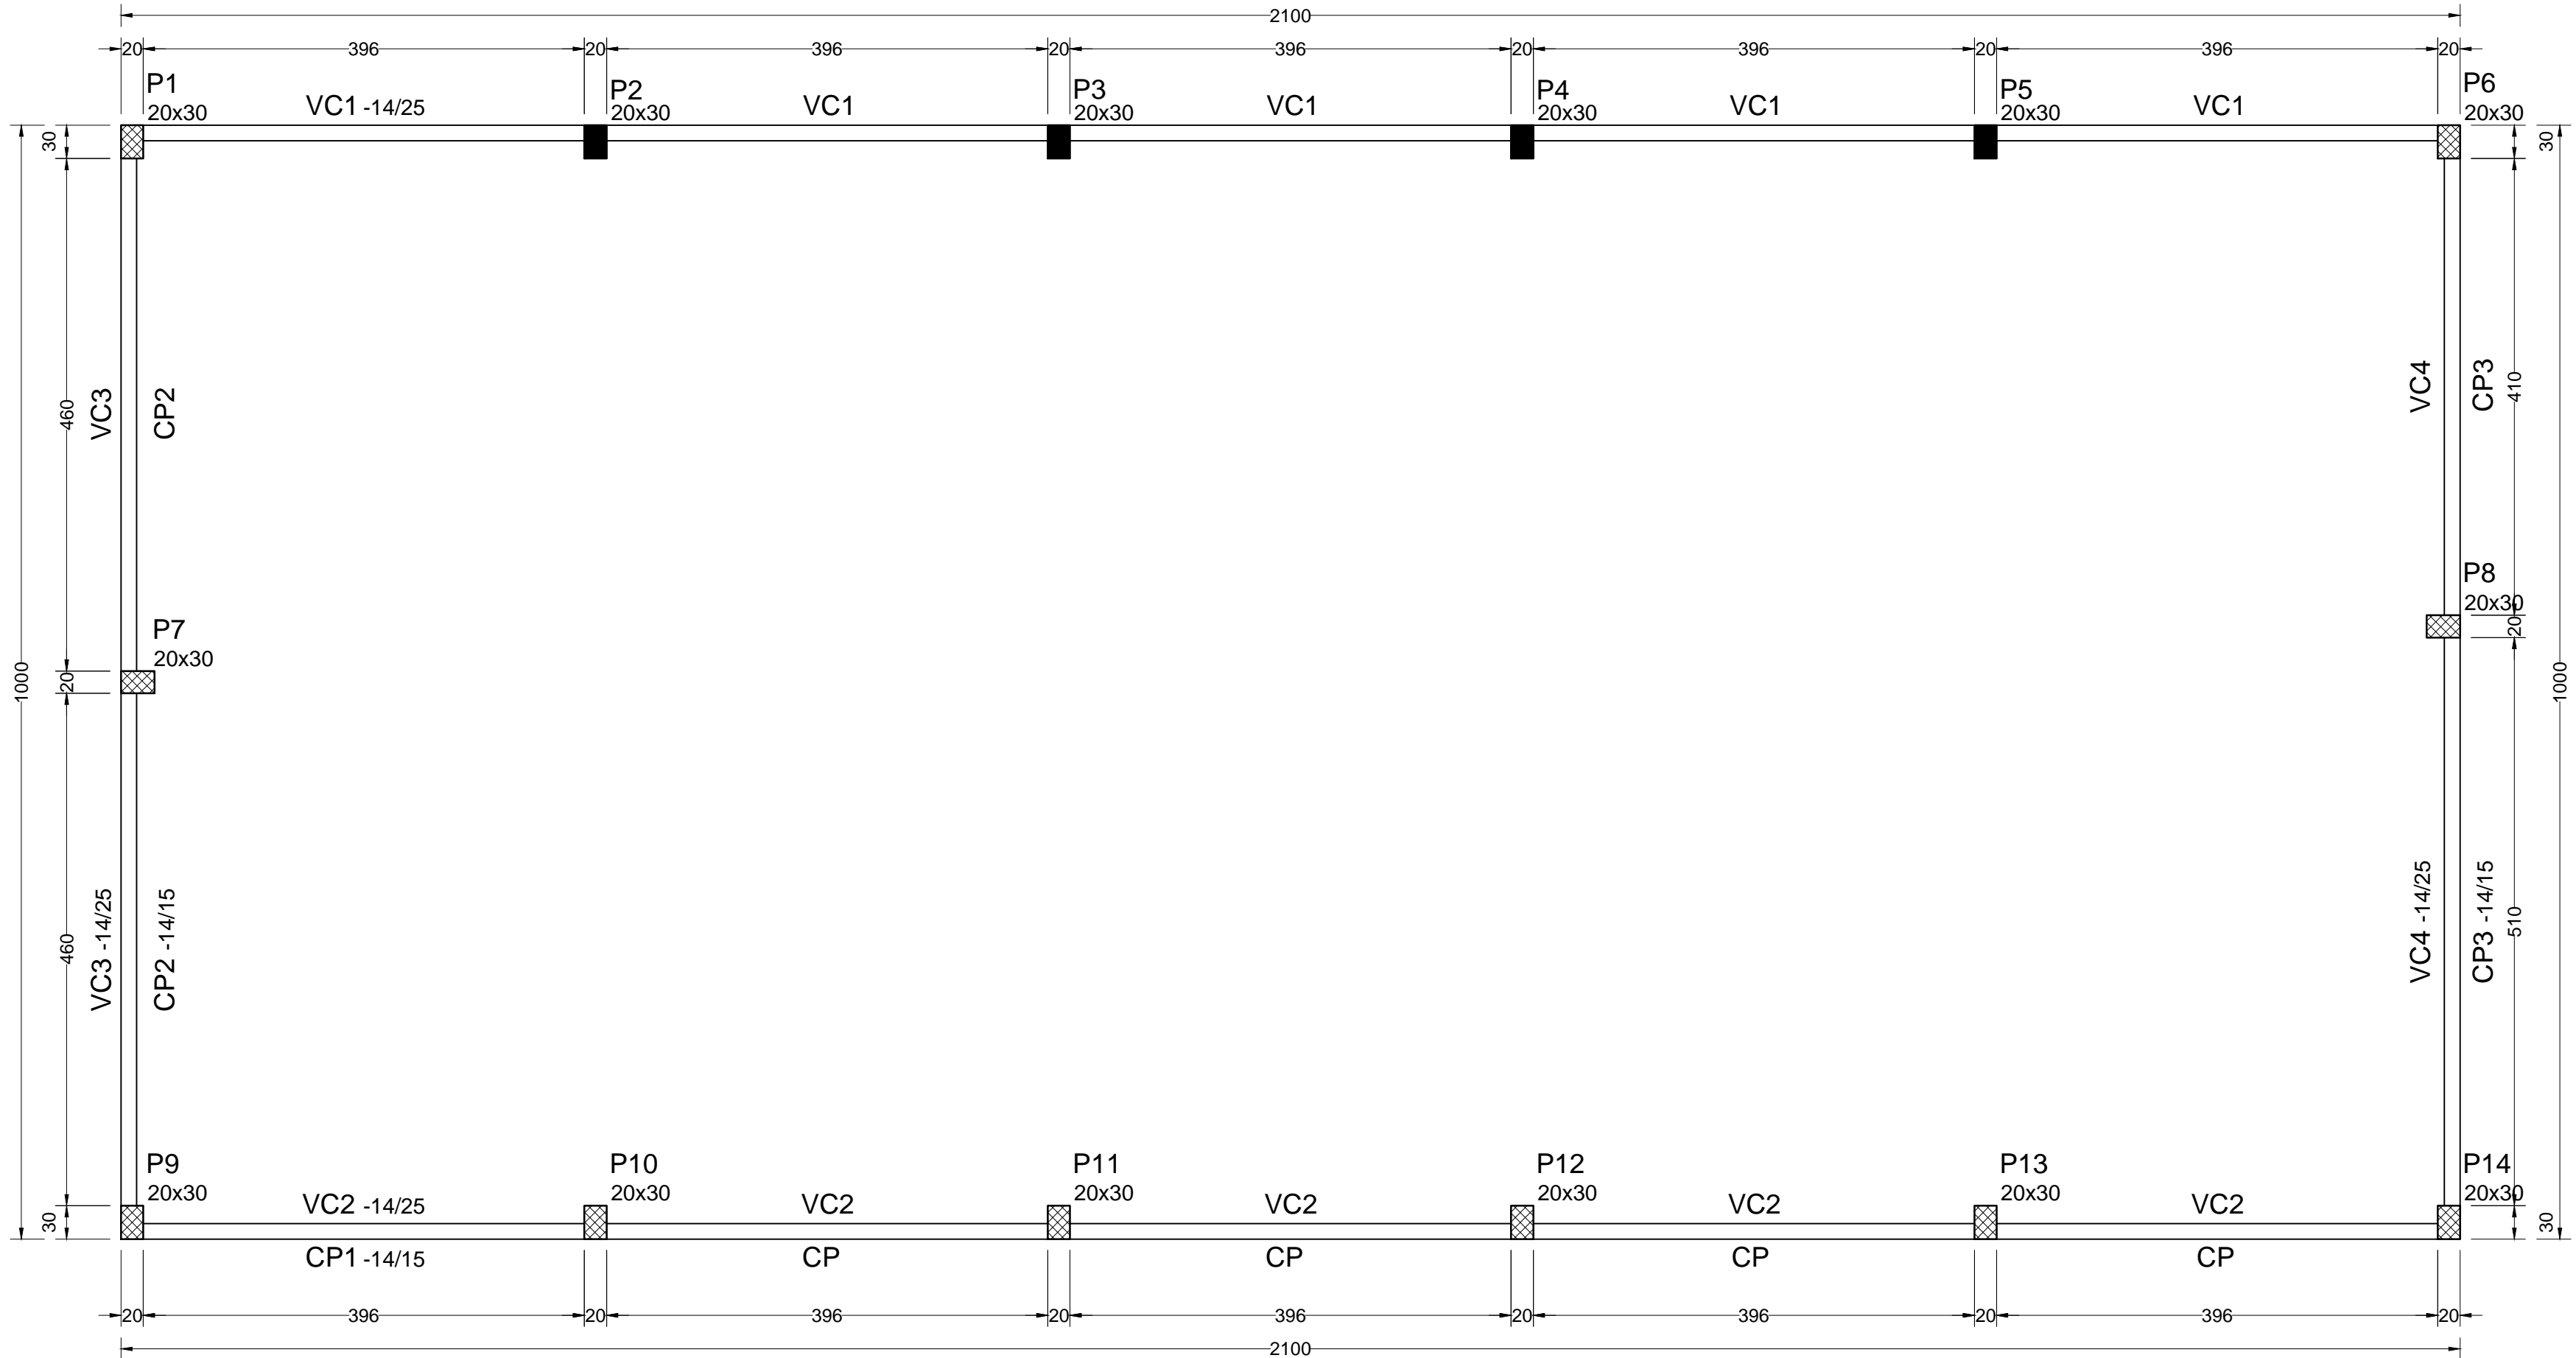 2100
20 396 20 396 20 396 20 396 20 396 20
P1 P2 P3 P4 P5 P6
20x30 20x30 20x30 20x30 20x30 20x30
VC1 -14/25 VC1 VC1 VC1 VC1
30 30
460 VC3 CP2 VC4 CP3 410
P8
20x30
20
P7
20x30
1000 20 1000
460 VC3 -14/25 CP2 -14/15 VC4 -14/25 CP3 -14/15 510
P9 P10 P11 P12 P13 P14
20x30 20x30 20x30 20x30 20x30 20x30
VC2 -14/25 VC2 VC2 VC2 VC2
30 30
CP1 -14/15 CP CP CP CP
20 396 20 396 20 396 20 396 20 396 20
2100